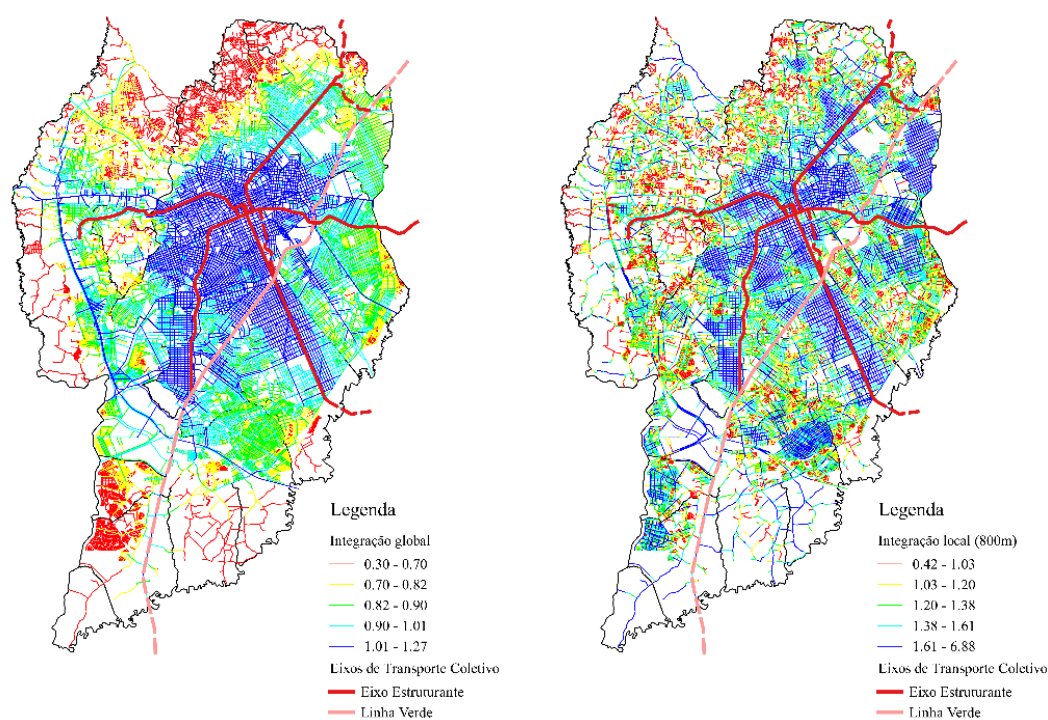 Legenda
Integração global
0.30 - 0.70
0.70 - 0.82
0.82 - 0.90
0.90 - 1.01
1.01 - 1.27
Eixos de Transporte Coletivo
Eixo Estruturante
Linha Verde
Legenda
Integração local (800m)
0.42 - 1.03
1.03 - 1.20
1.20 - 1.38
1.38 - 1.61
1.61 - 6.88
Eixos de Transporte Coletivo
Eixo Estruturante
Linha Verde